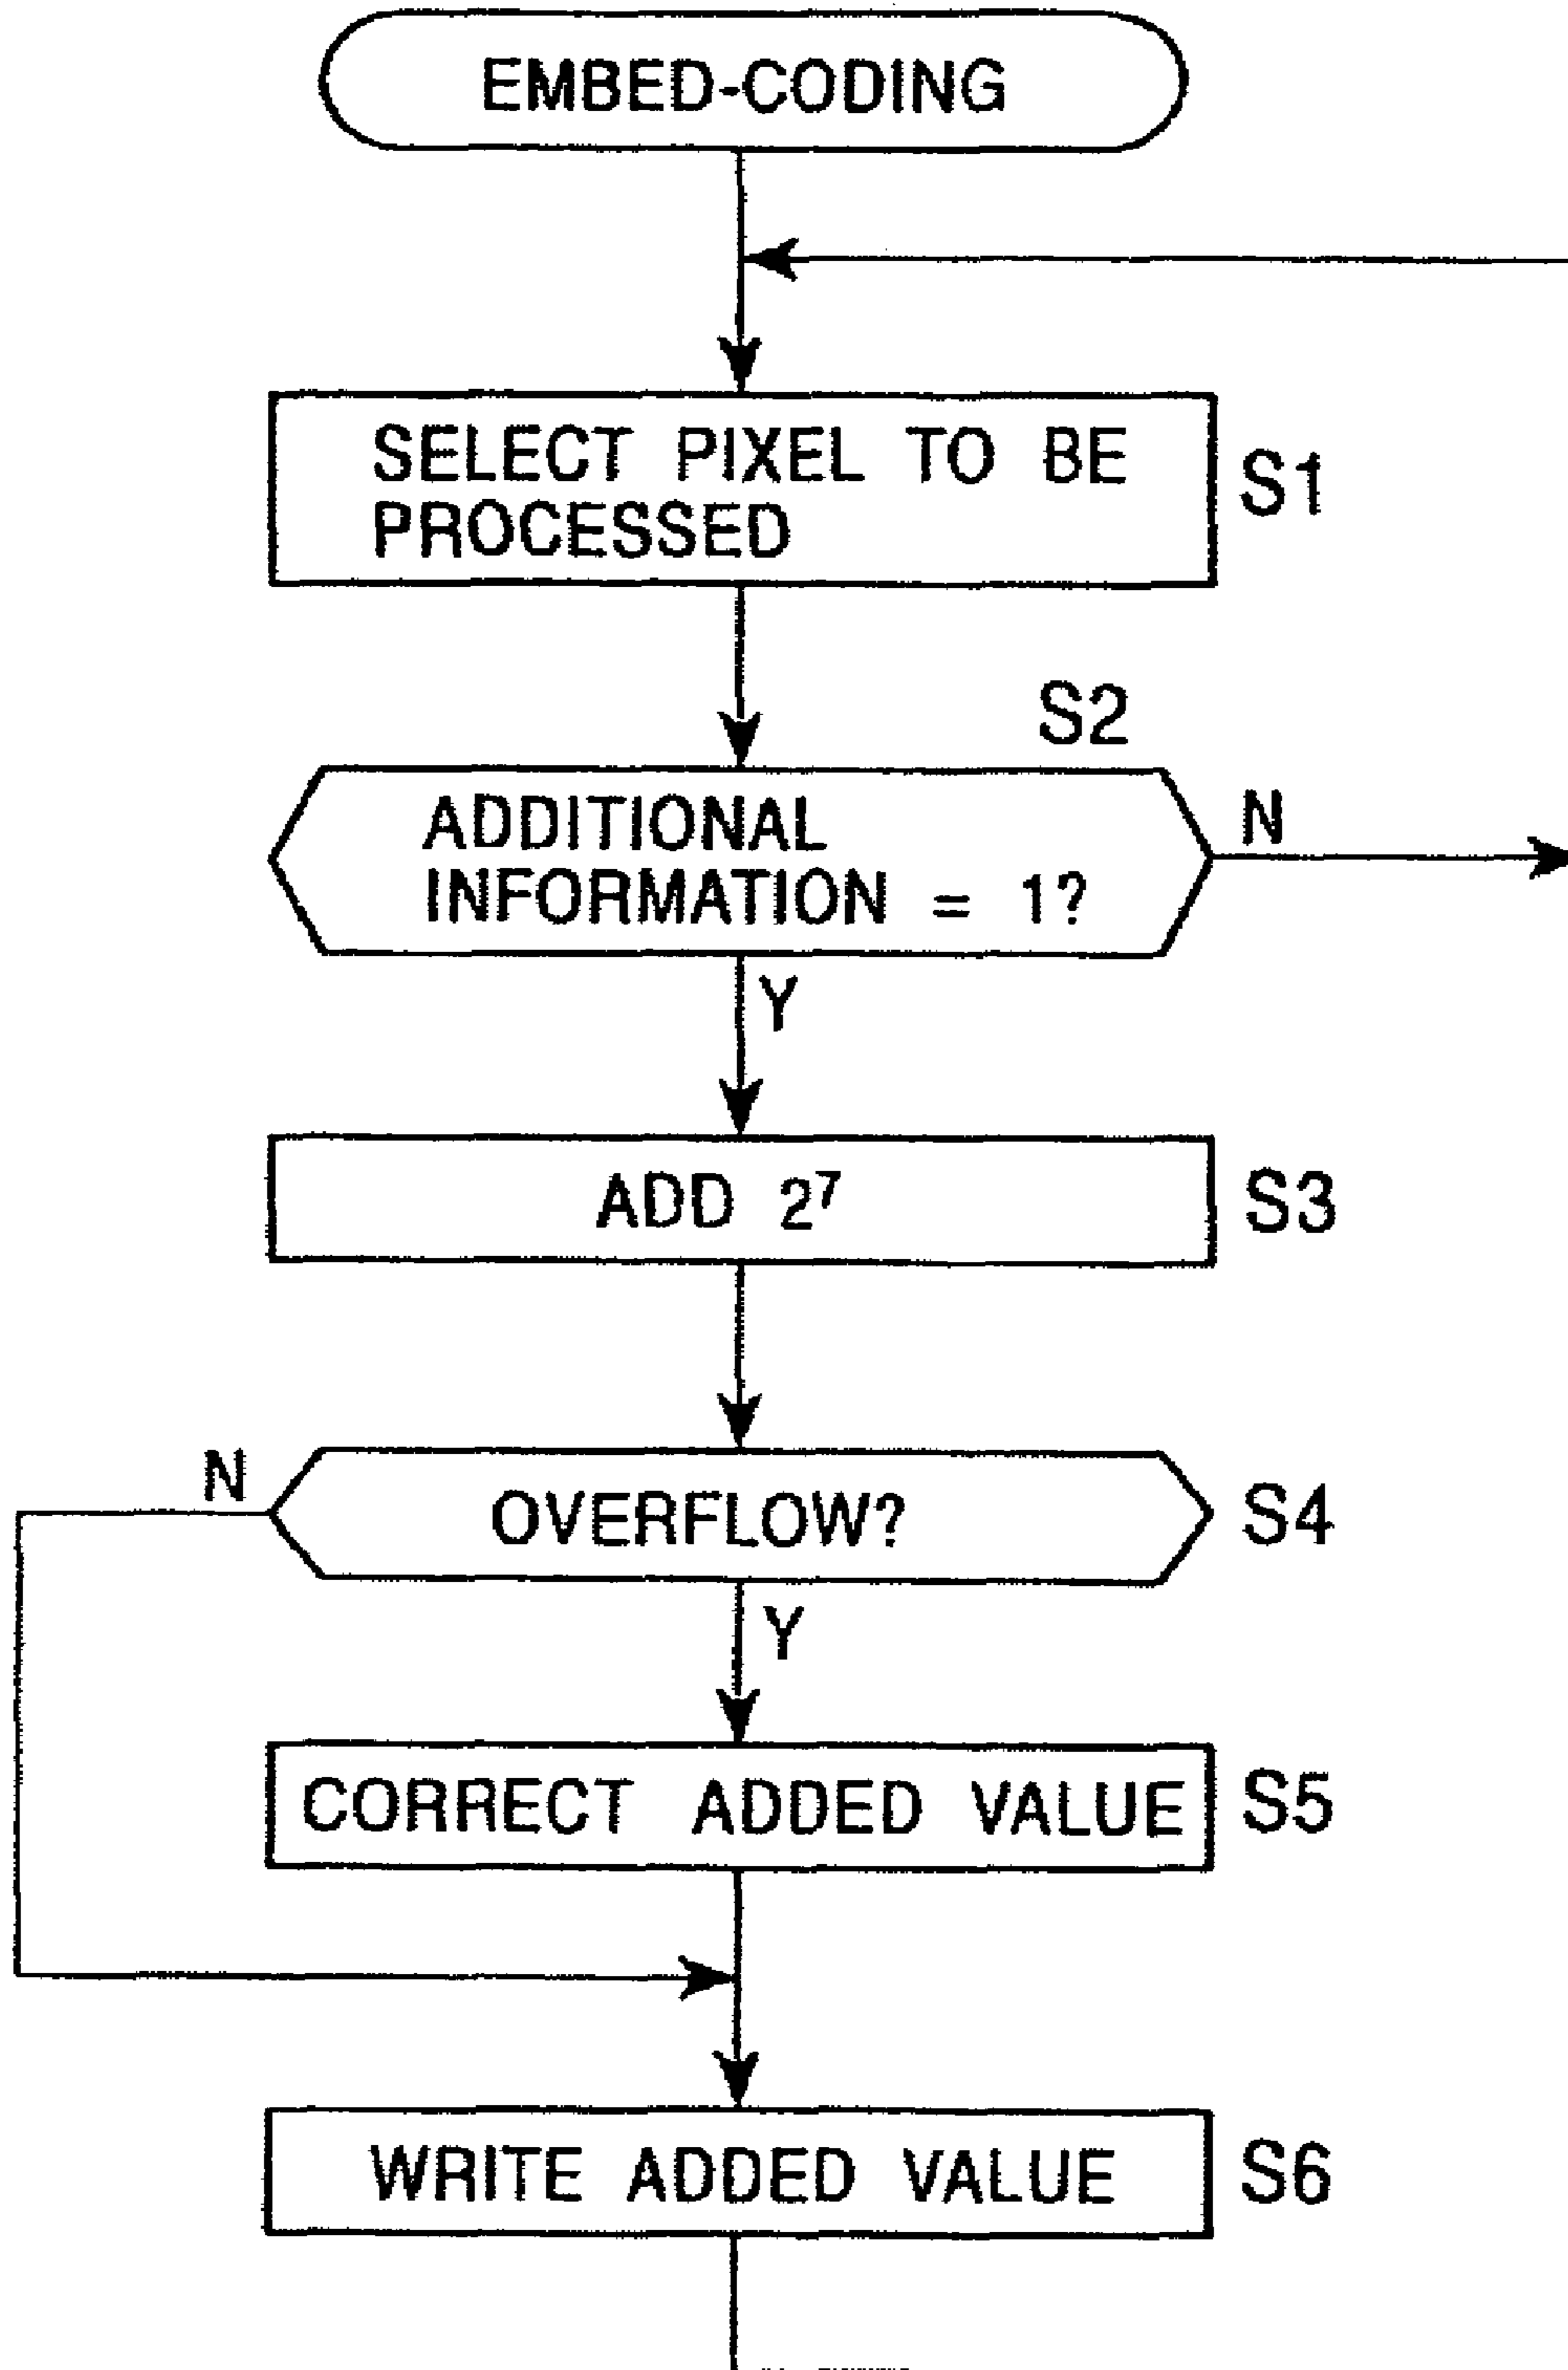 EMBED-CODING
SELECT PIXEL TO BE
PROCESSED
S1
S2
ADDITIONAL
INFORMATION = 1?
N
Y
ADD 2⁷
S3
N
OVERFLOW?
S4
Y
CORRECT ADDED VALUE
S5
WRITE ADDED VALUE
S6